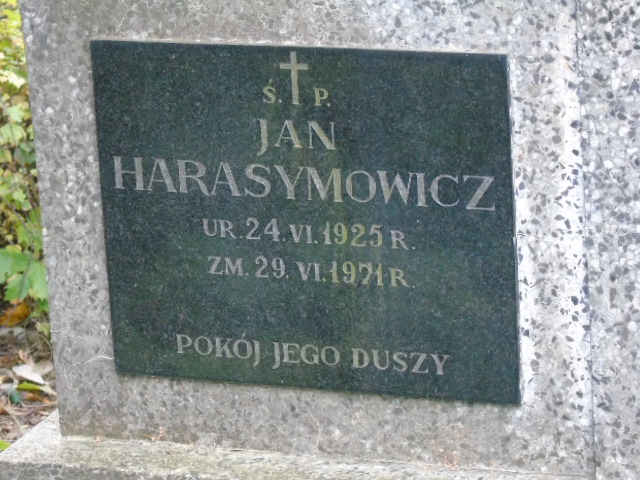 Ś. P.
JAN
HARASYMOWICZ
UR. 24. VI. 1925 R.
ZM. 29. VI. 1971 R.
POKÓJ JEGO DUSZY